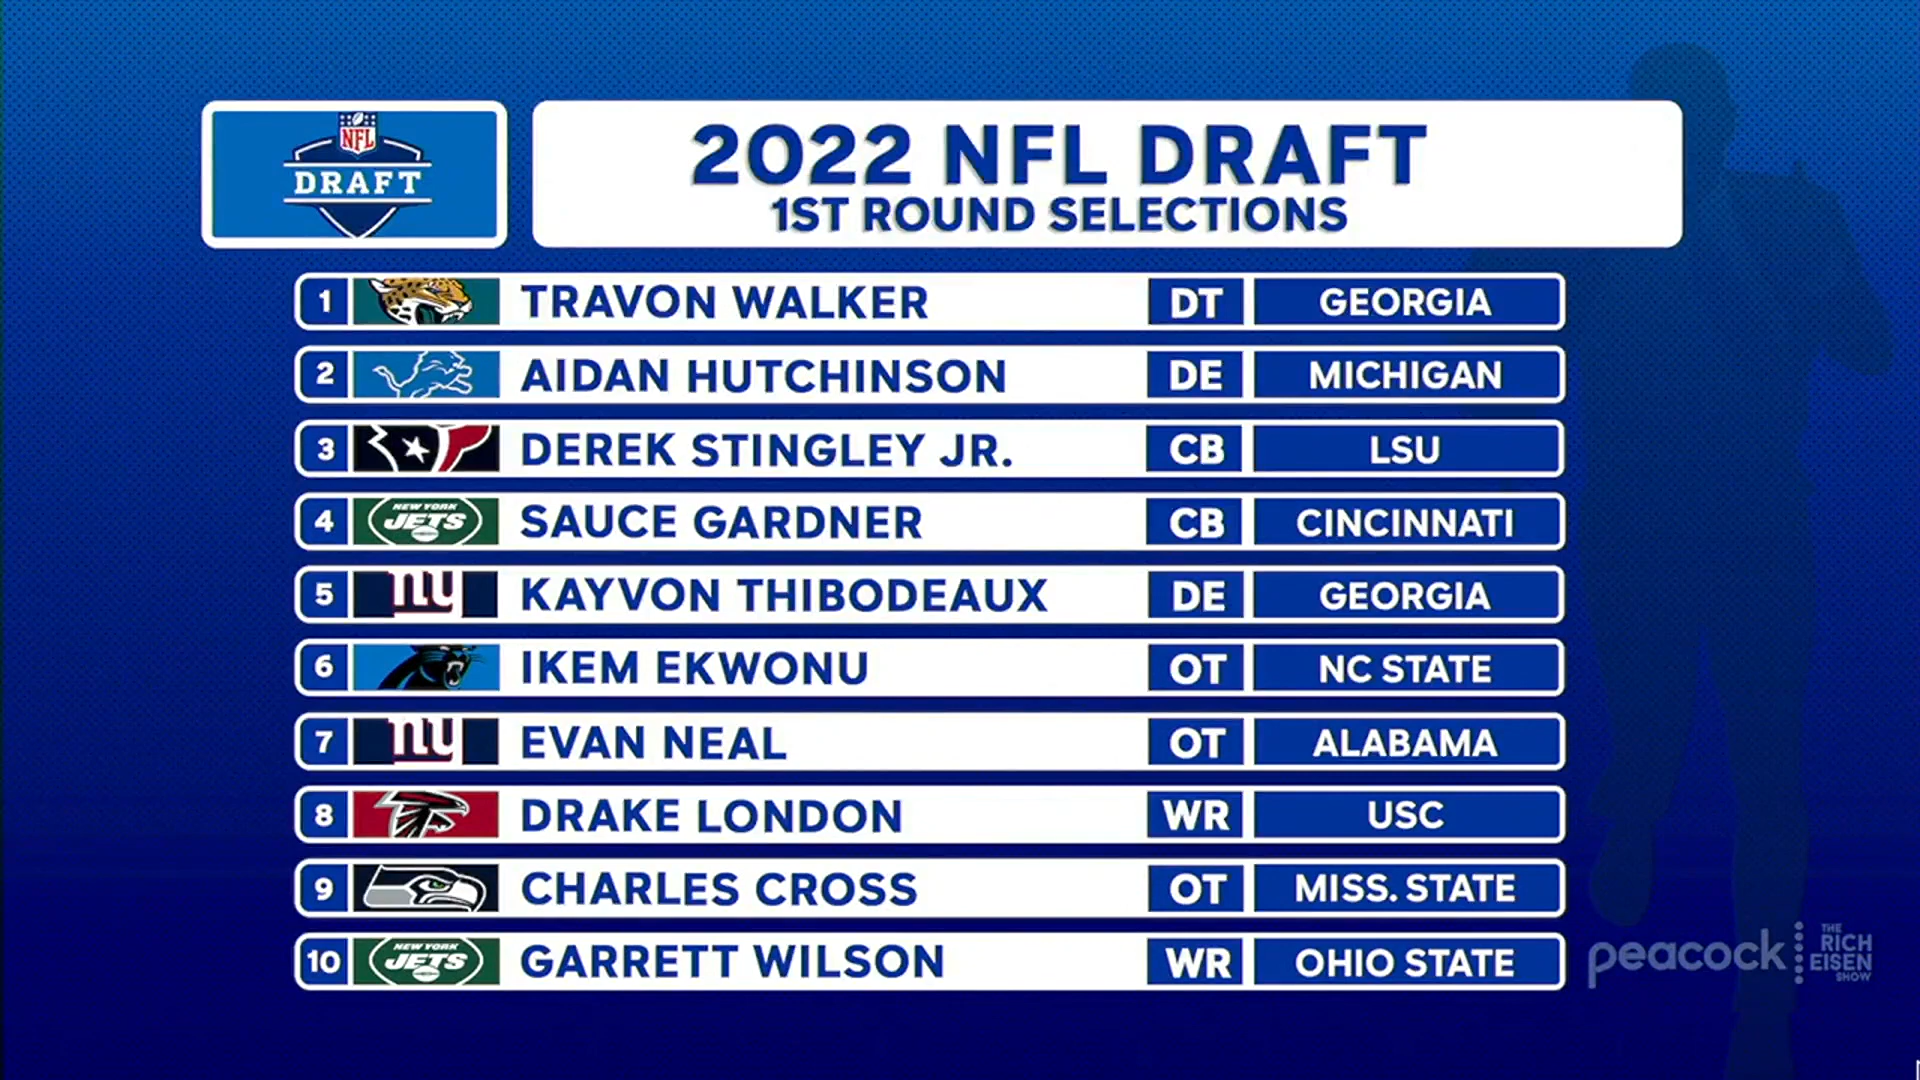 NFL
DRAFT
2022 NFL DRAFT
1ST ROUND SELECTIONS
1 TRAVON WALKER DT GEORGIA
2 AIDAN HUTCHINSON DE MICHIGAN
3 DEREK STINGLEY JR. CB LSU
4 NEW YORK JETS SAUCE GARDNER CB CINCINNATI
5 ny KAYVON THIBODEAUX DE GEORGIA
6 IKEM EKWONU OT NC STATE
7 ny EVAN NEAL OT ALABAMA
8 DRAKE LONDON WR USC
9 CHARLES CROSS OT MISS. STATE
10 NEW YORK JETS GARRETT WILSON WR OHIO STATE
peacock
THE
RICH
EISEN
SHOW